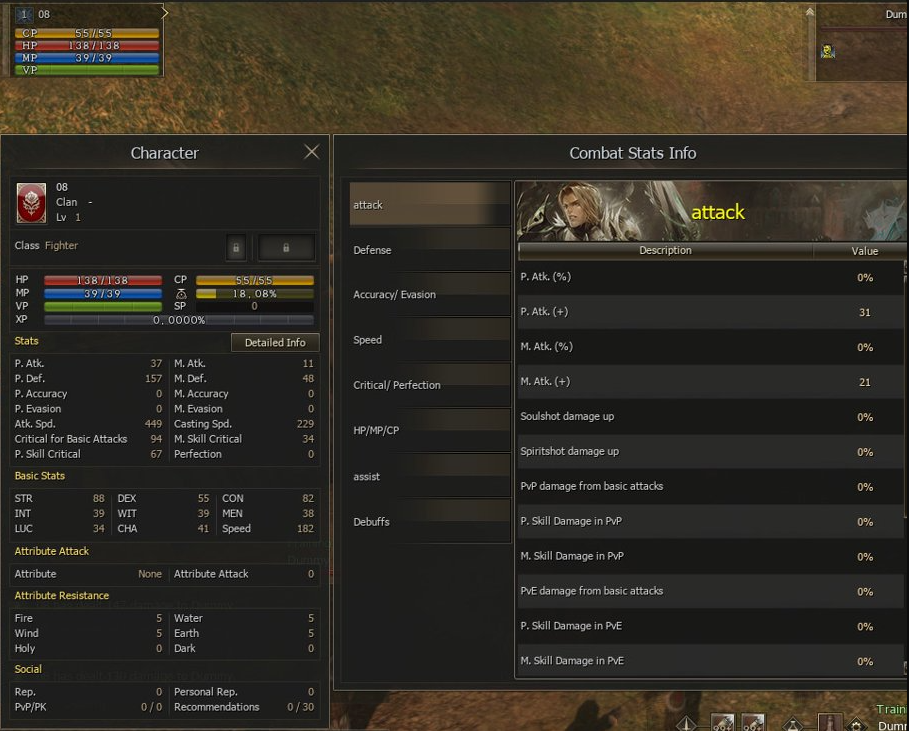 1 08
CP 55/55
HP 138/138
MP 39/39
VP
Dum
Character
08
Clan -
Lv 1
Class Fighter
HP 138/138 CP 55/55
MP 39/39 18,08%
VP SP 0
XP 0,0000%
Stats Detailed Info
P. Atk. 37 M. Atk. 11
P. Def. 157 M. Def. 48
P. Accuracy 0 M. Accuracy 0
P. Evasion 0 M. Evasion 0
Atk. Spd. 449 Casting Spd. 229
Critical for Basic Attacks 94 M. Skill Critical 34
P. Skill Critical 67 Perfection 0
Basic Stats
STR 88 DEX 55 CON 82
INT 39 WIT 39 MEN 38
LUC 34 CHA 41 Speed 182
Attribute Attack
Attribute None Attribute Attack 0
Attribute Resistance
Fire 5 Water 5
Wind 5 Earth 5
Holy 0 Dark 0
Social
Rep. 0 Personal Rep. 0
PvP/PK 0 / 0 Recommendations 0 / 30
Combat Stats Info
attack
Defense
Accuracy/ Evasion
Speed
Critical/ Perfection
HP/MP/CP
assist
Debuffs
attack
Description Value
P. Atk. (%) 0%
P. Atk. (+) 31
M. Atk. (%) 0%
M. Atk. (+) 21
Soulshot damage up 0%
Spiritshot damage up 0%
PvP damage from basic attacks 0%
P. Skill Damage in PvP 0%
M. Skill Damage in PvP 0%
PvE damage from basic attacks 0%
P. Skill Damage in PvE 0%
M. Skill Damage in PvE 0%
Traini
99+ 99+ Dumm